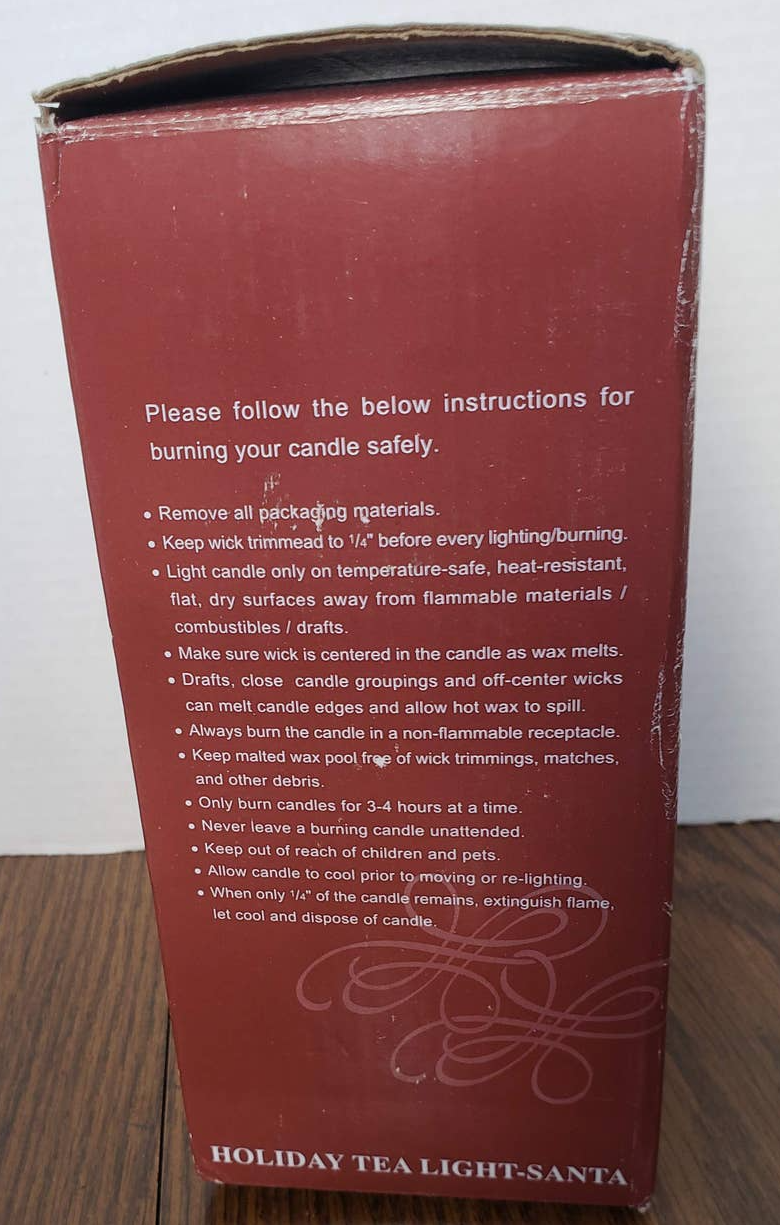 Please follow the below instructions for
burning your candle safely.
• Remove all packaging materials.
• Keep wick trimmead to 1/4" before every lighting/burning.
• Light candle only on temperature-safe, heat-resistant,
flat, dry surfaces away from flammable materials /
combustibles / drafts.
• Make sure wick is centered in the candle as wax melts.
• Drafts, close candle groupings and off-center wicks
can melt candle edges and allow hot wax to spill.
• Always burn the candle in a non-flammable receptacle.
• Keep malted wax pool free of wick trimmings, matches,
and other debris.
• Only burn candles for 3-4 hours at a time.
• Never leave a burning candle unattended.
• Keep out of reach of children and pets.
• Allow candle to cool prior to moving or re-lighting.
• When only 1/4" of the candle remains, extinguish flame,
let cool and dispose of candle.
HOLIDAY TEA LIGHT-SANTA